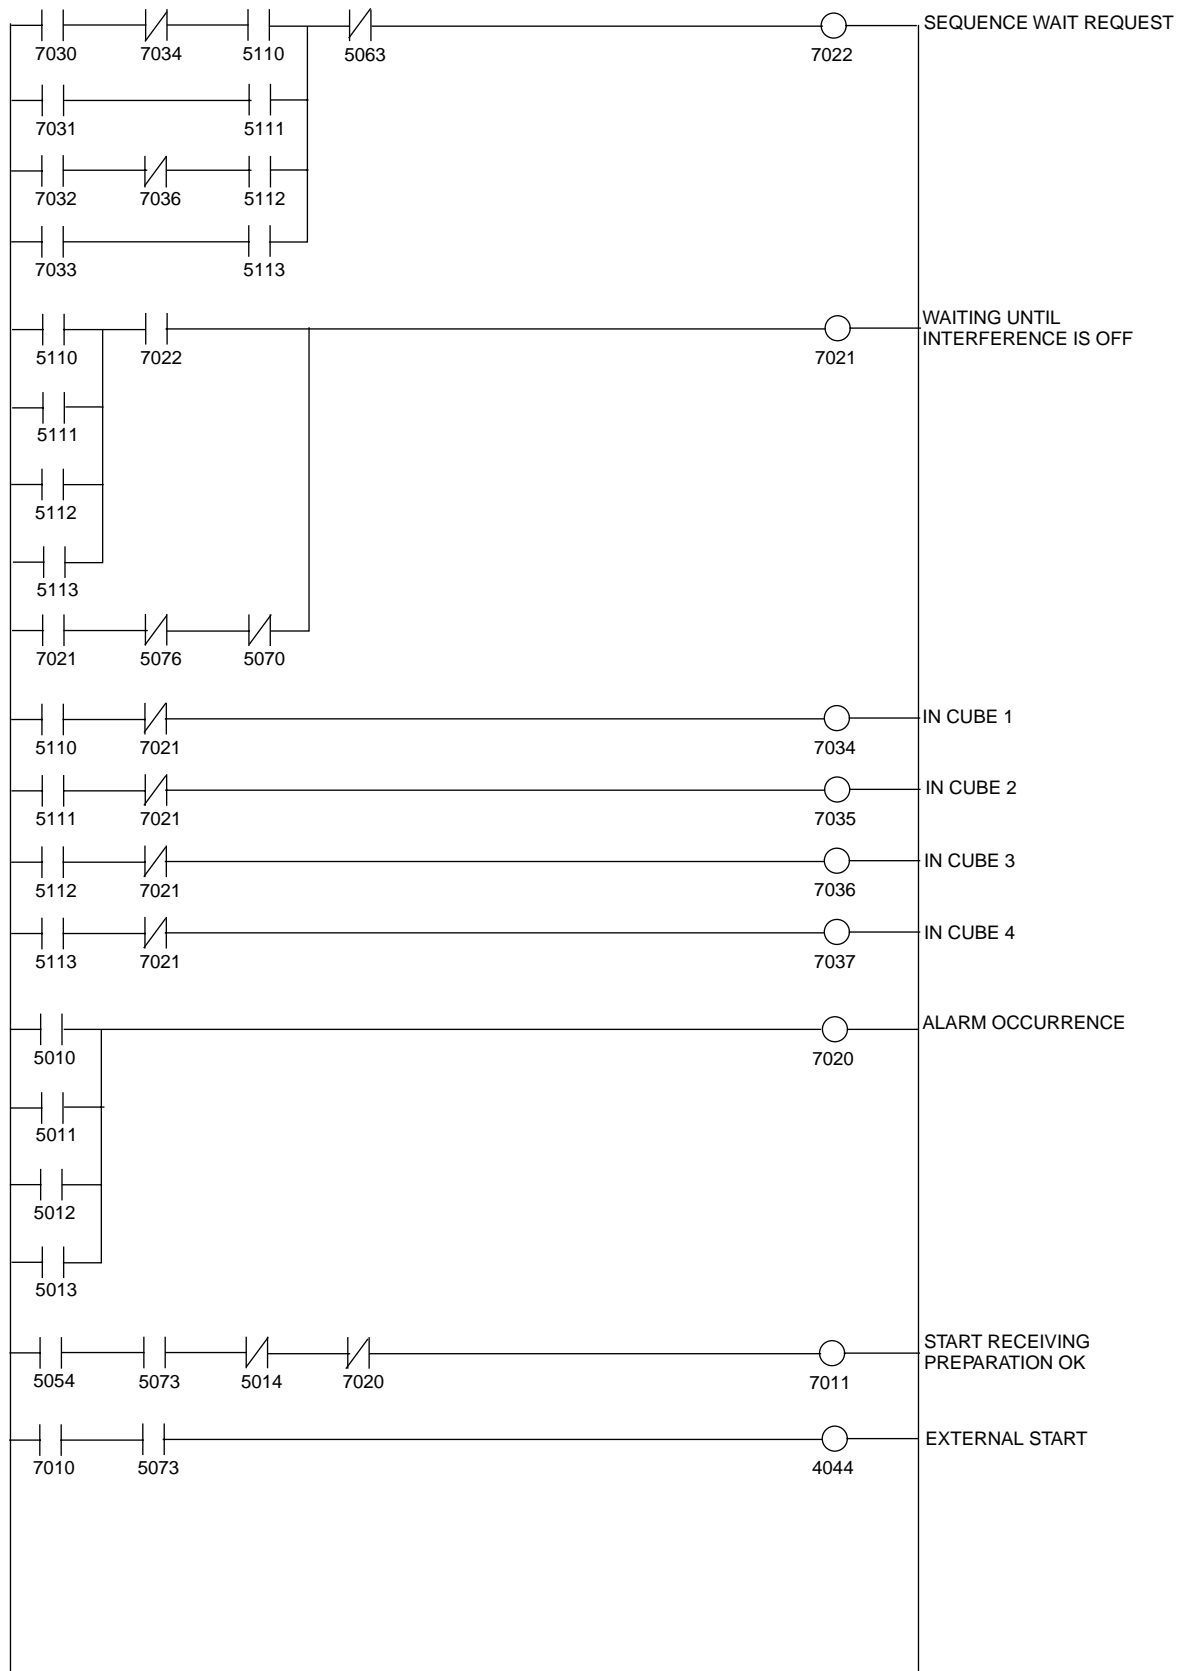 SEQUENCE WAIT REQUEST
7030 7034 5110 5063 7022
7031 5111
7032 7036 5112
7033 5113
WAITING UNTIL
INTERFERENCE IS OFF
5110 7022 7021
5111
5112
5113
7021 5076 5070
IN CUBE 1
5110 7021 7034
IN CUBE 2
5111 7021 7035
IN CUBE 3
5112 7021 7036
IN CUBE 4
5113 7021 7037
ALARM OCCURRENCE
5010 7020
5011
5012
5013
START RECEIVING
PREPARATION OK
5054 5073 5014 7020 7011
EXTERNAL START
7010 5073 4044